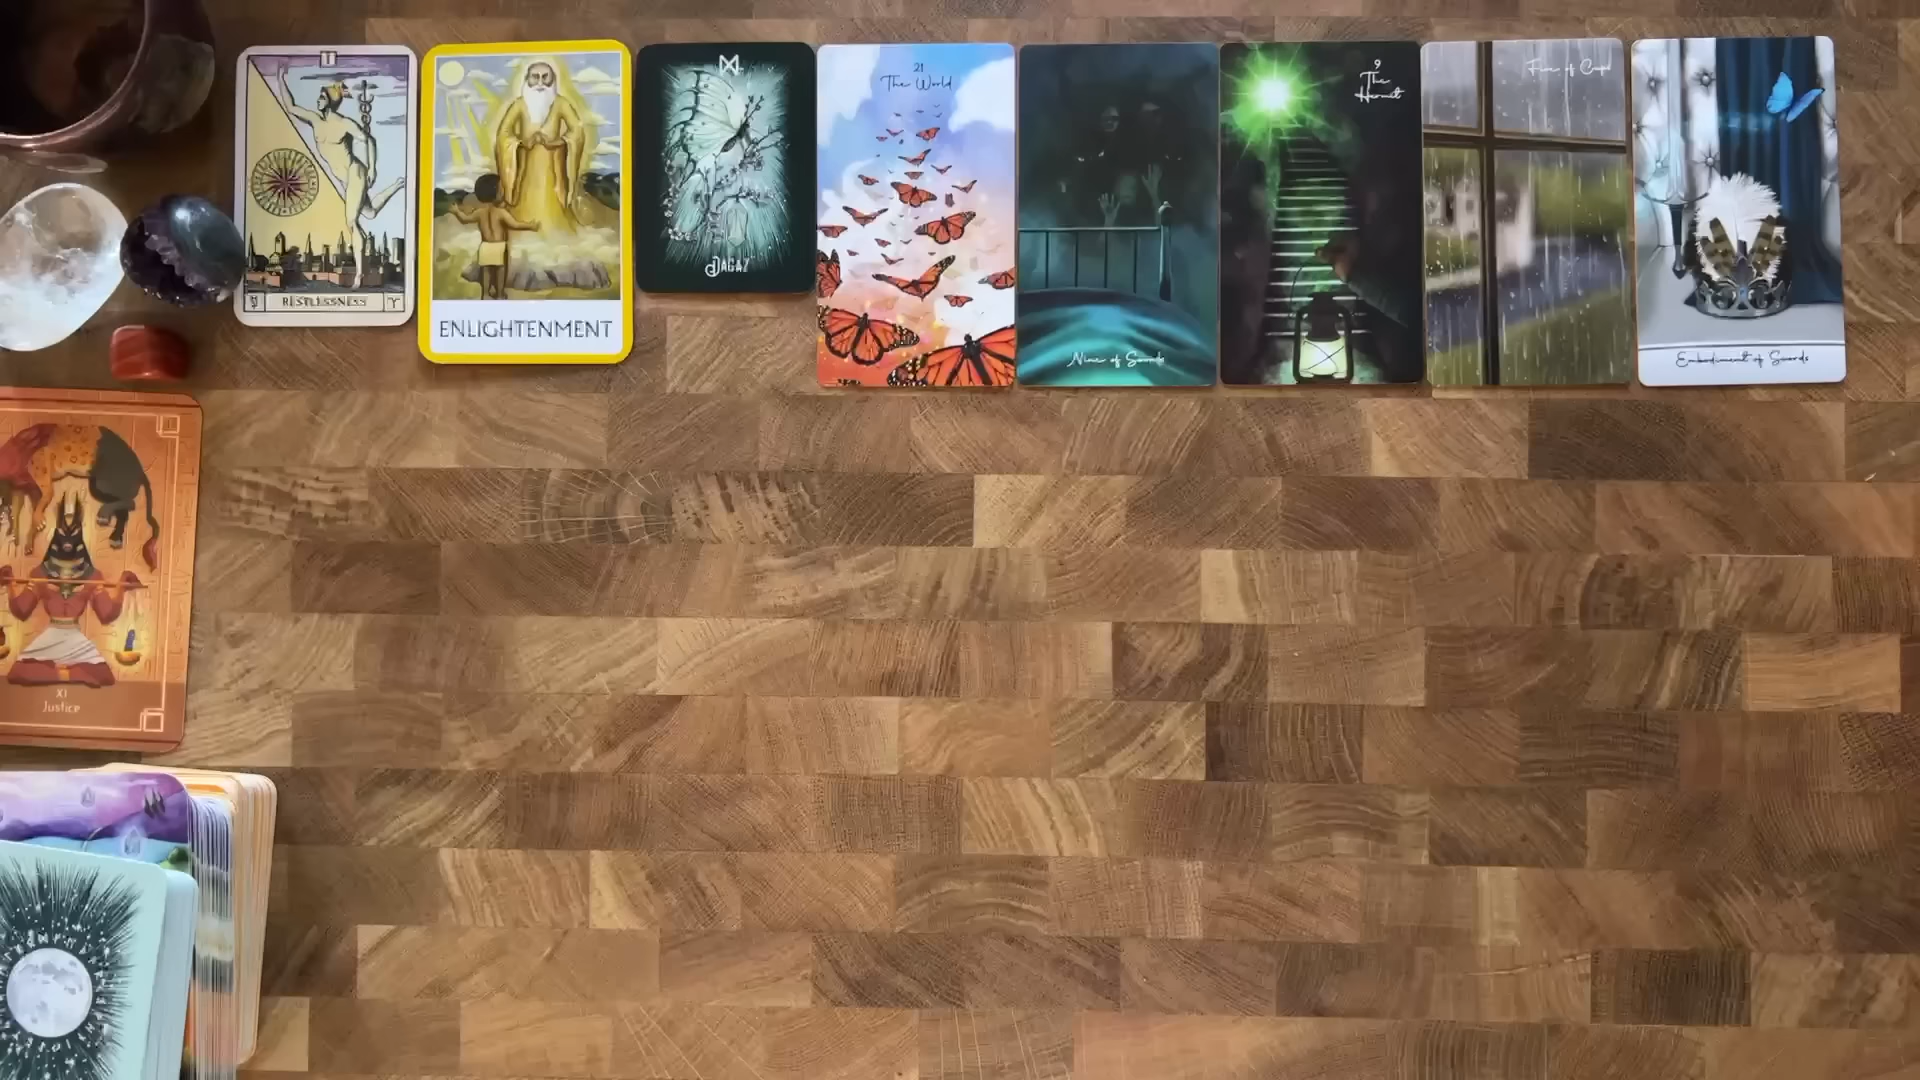 RESTLESSNESS
ENLIGHTENMENT
DAGAZ
21
The World
Nine of Swords
9
The
Hermit
Five of Cups
Embodiment of Swords
XI
Justice